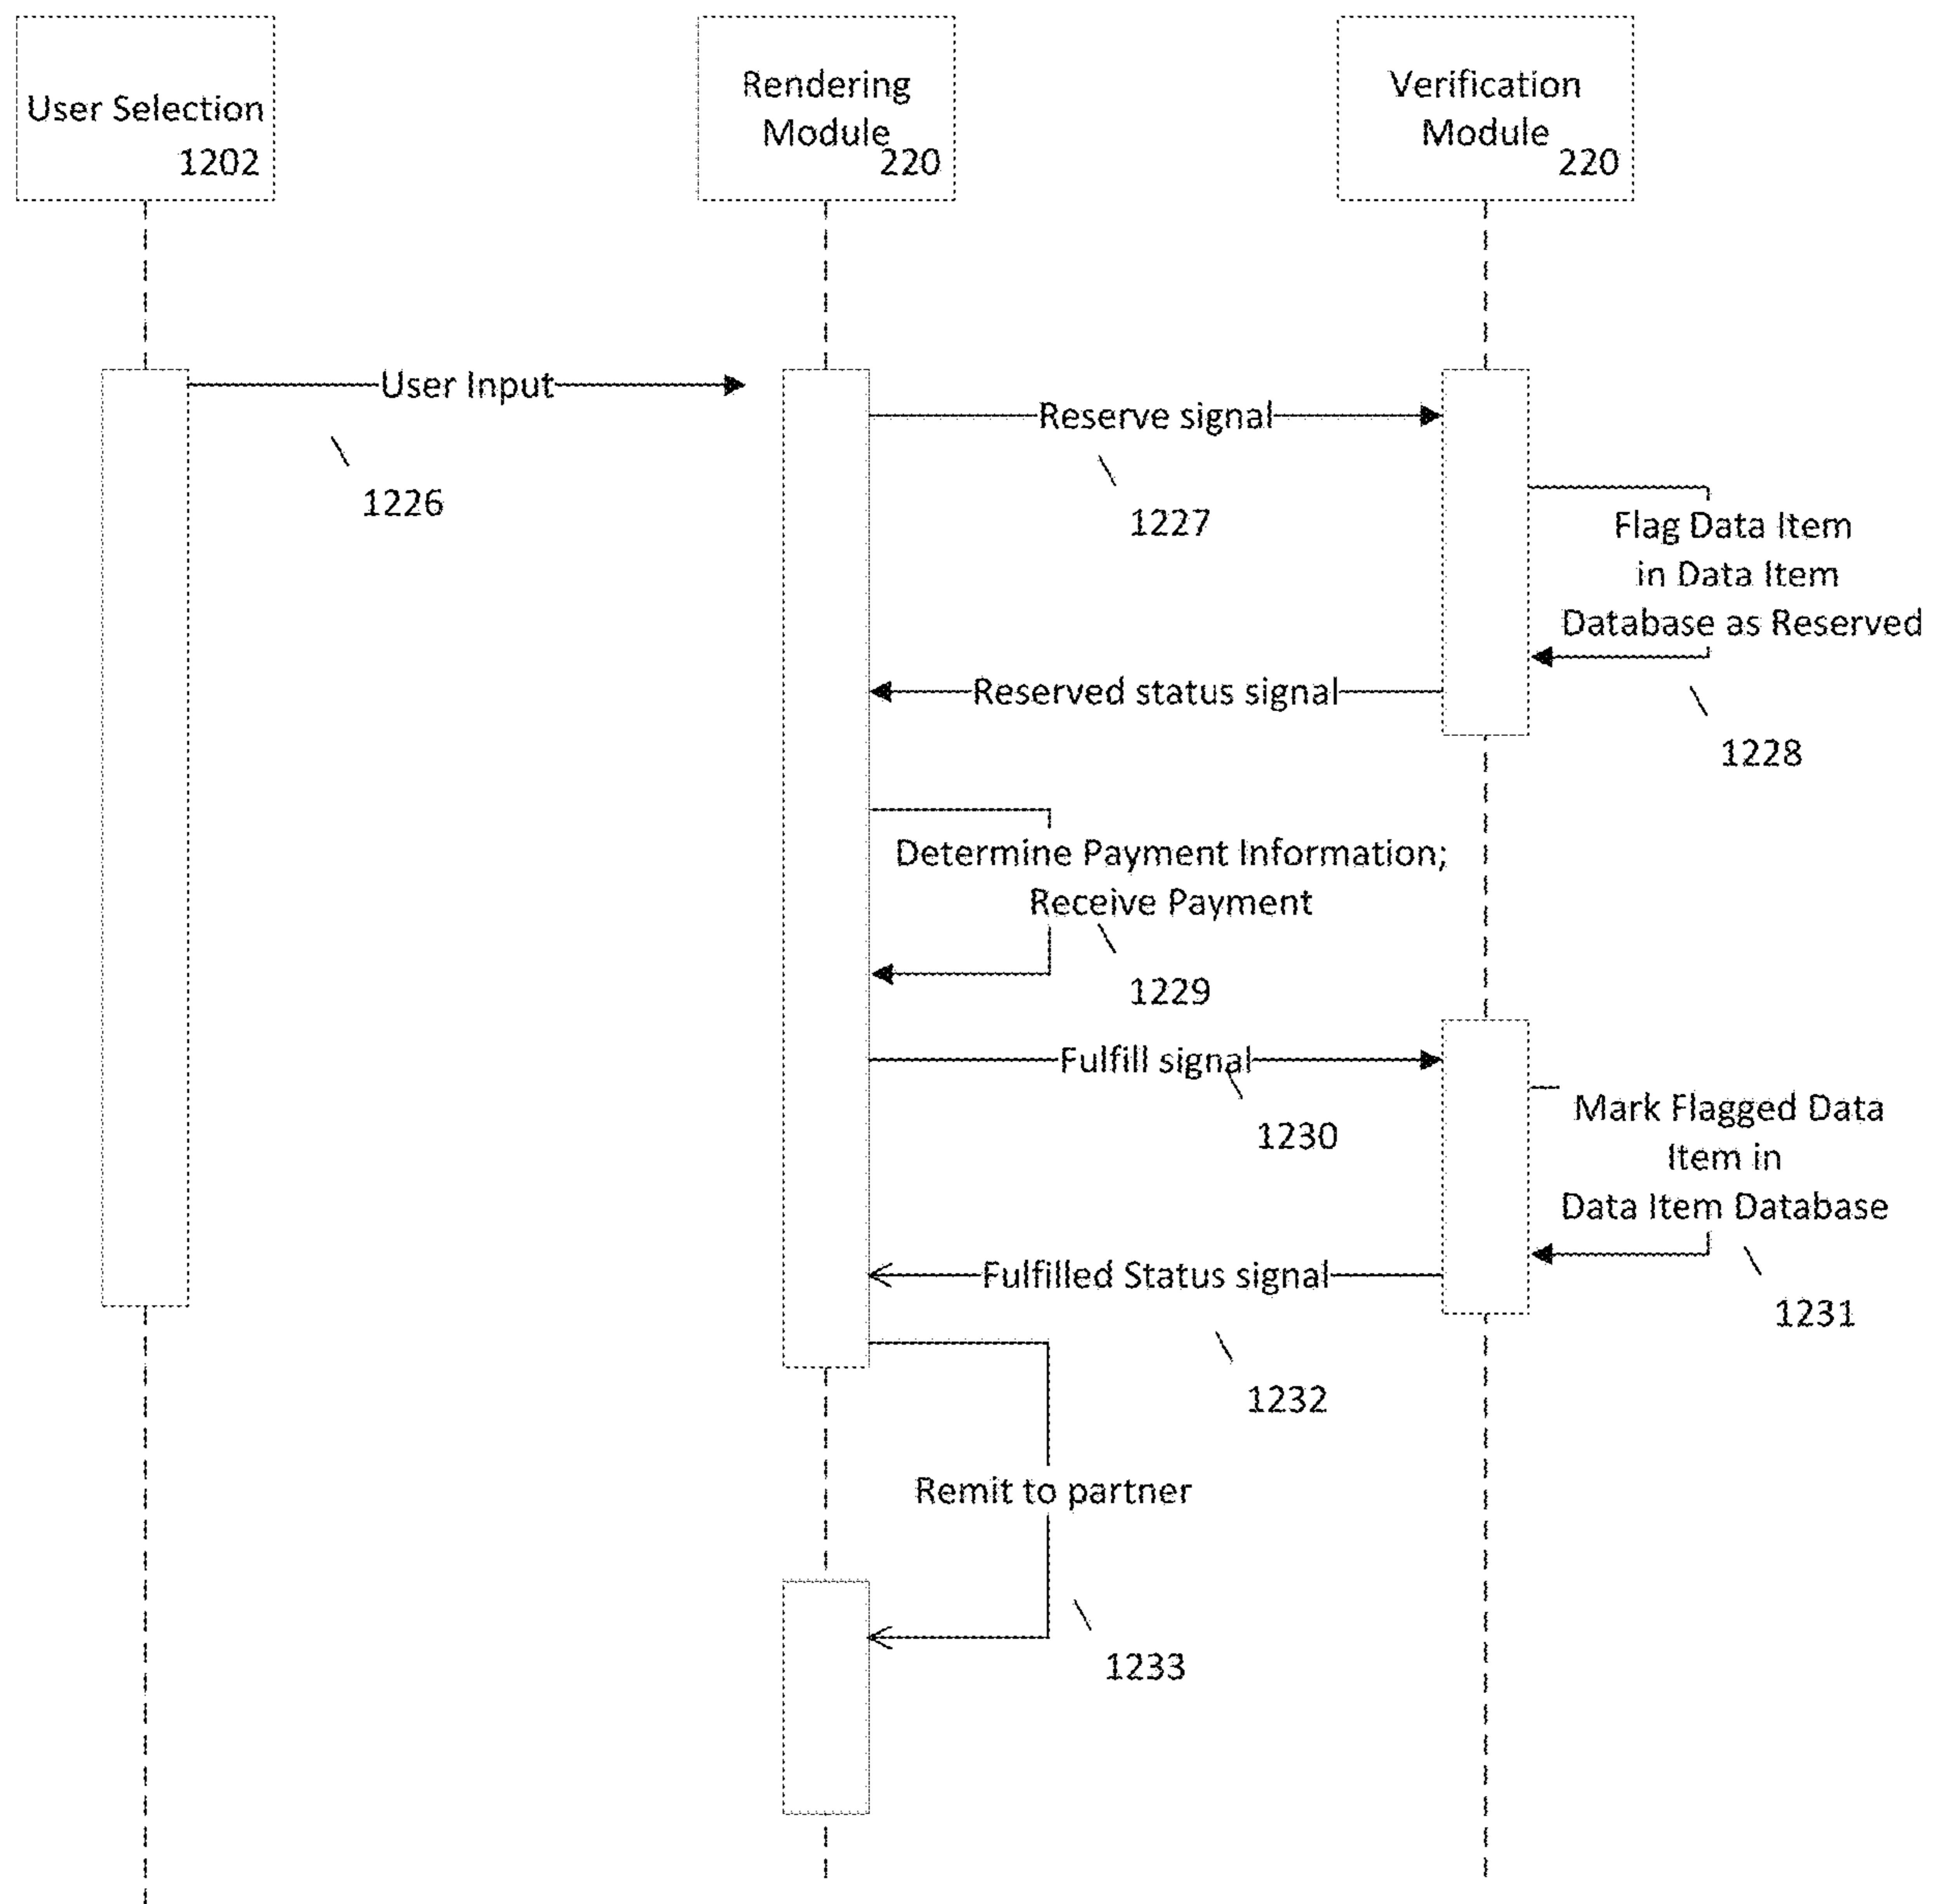 User Selection
1202
Rendering
Module
220
Verification
Module
220
User Input
1226
Reserve signal
1227
Flag Data Item
in Data Item
Database as Reserved
1228
Reserved status signal
Determine Payment Information;
Receive Payment
1229
Fulfill signal
1230
Mark Flagged Data
Item in
Data Item Database
1231
Fulfilled Status signal
1232
Remit to partner
1233